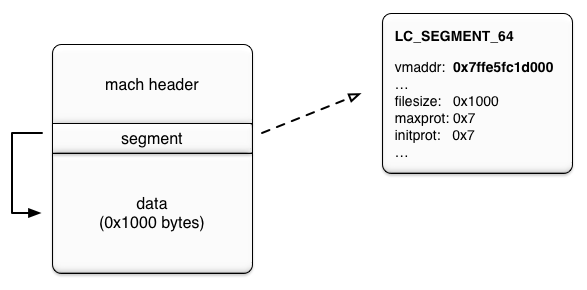 mach header
segment
data
(0x1000 bytes)
LC_SEGMENT_64
vmaddr: 0x7ffe5fc1d000
...
filesize: 0x1000
maxprot: 0x7
initprot: 0x7
...